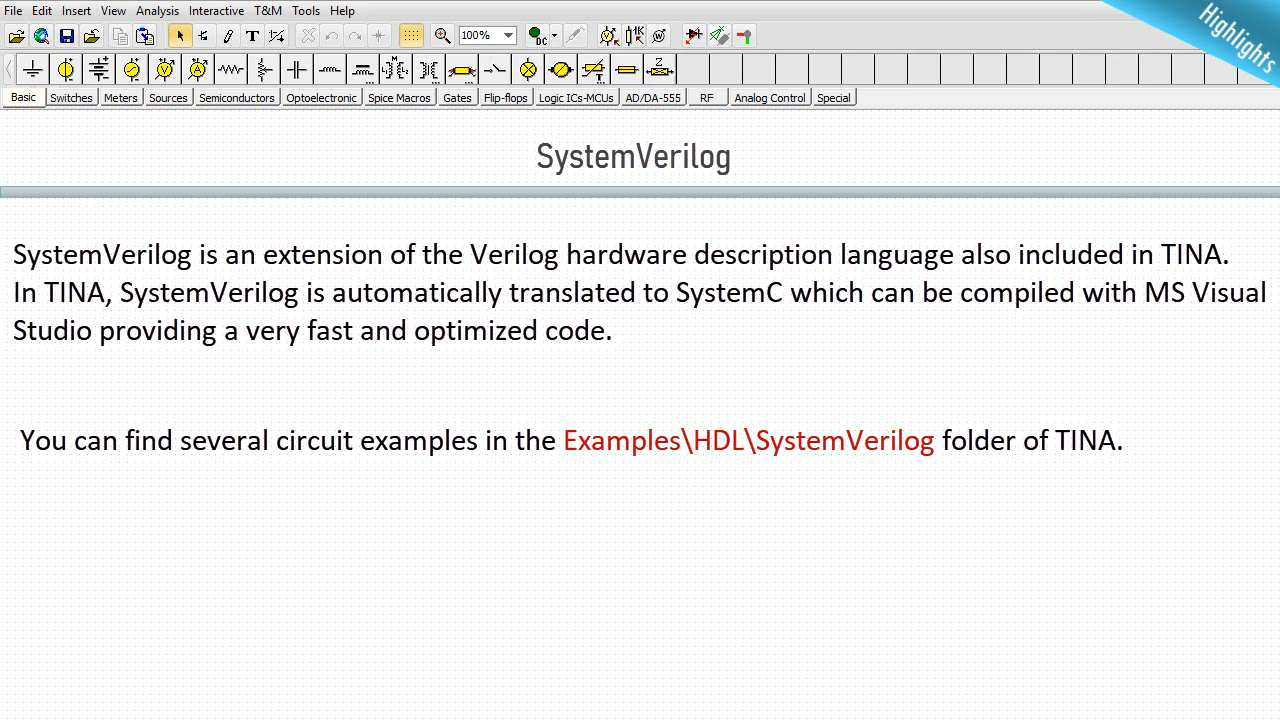 File Edit Insert View Analysis Interactive T&M Tools Help
Highlights
100%
DC
Basic Switches Meters Sources Semiconductors Optoelectronic Spice Macros Gates Flip-flops Logic ICs-MCUs AD/DA-555 RF Analog Control Special
SystemVerilog
SystemVerilog is an extension of the Verilog hardware description language also included in TINA.
In TINA, SystemVerilog is automatically translated to SystemC which can be compiled with MS Visual
Studio providing a very fast and optimized code.
You can find several circuit examples in the Examples\HDL\SystemVerilog folder of TINA.